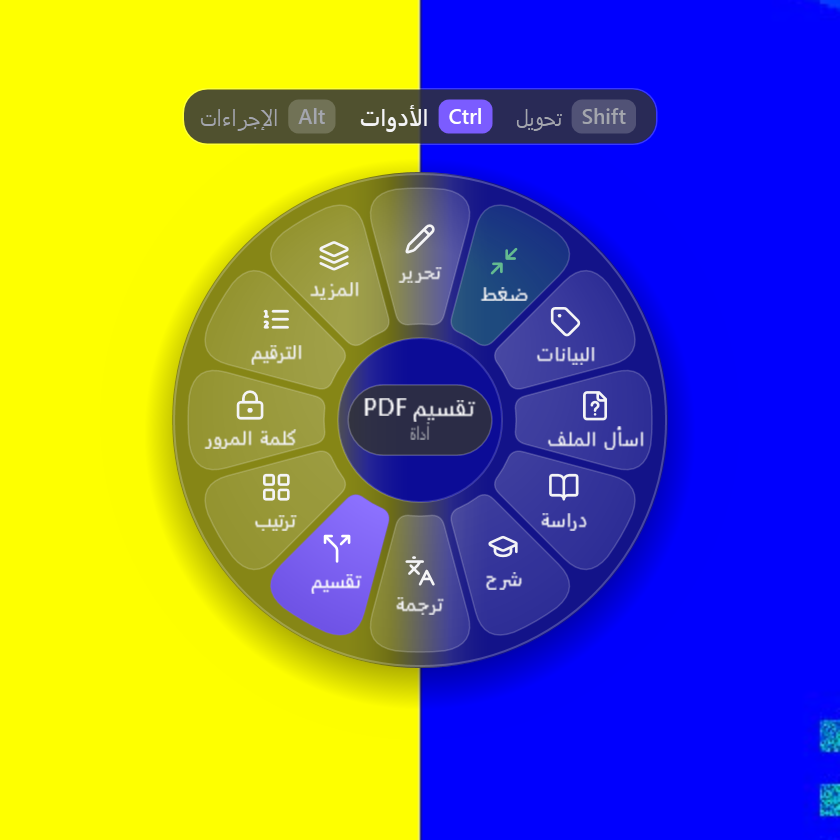 Shift تحويل Ctrl الأدوات Alt الإجراءات
تحرير
ضغط
المزيد
البيانات
الترقيم
اسأل الملف
كلمة المرور
تقسيم PDF
أداة
دراسة
ترتيب
شرح
تقسيم
ترجمة